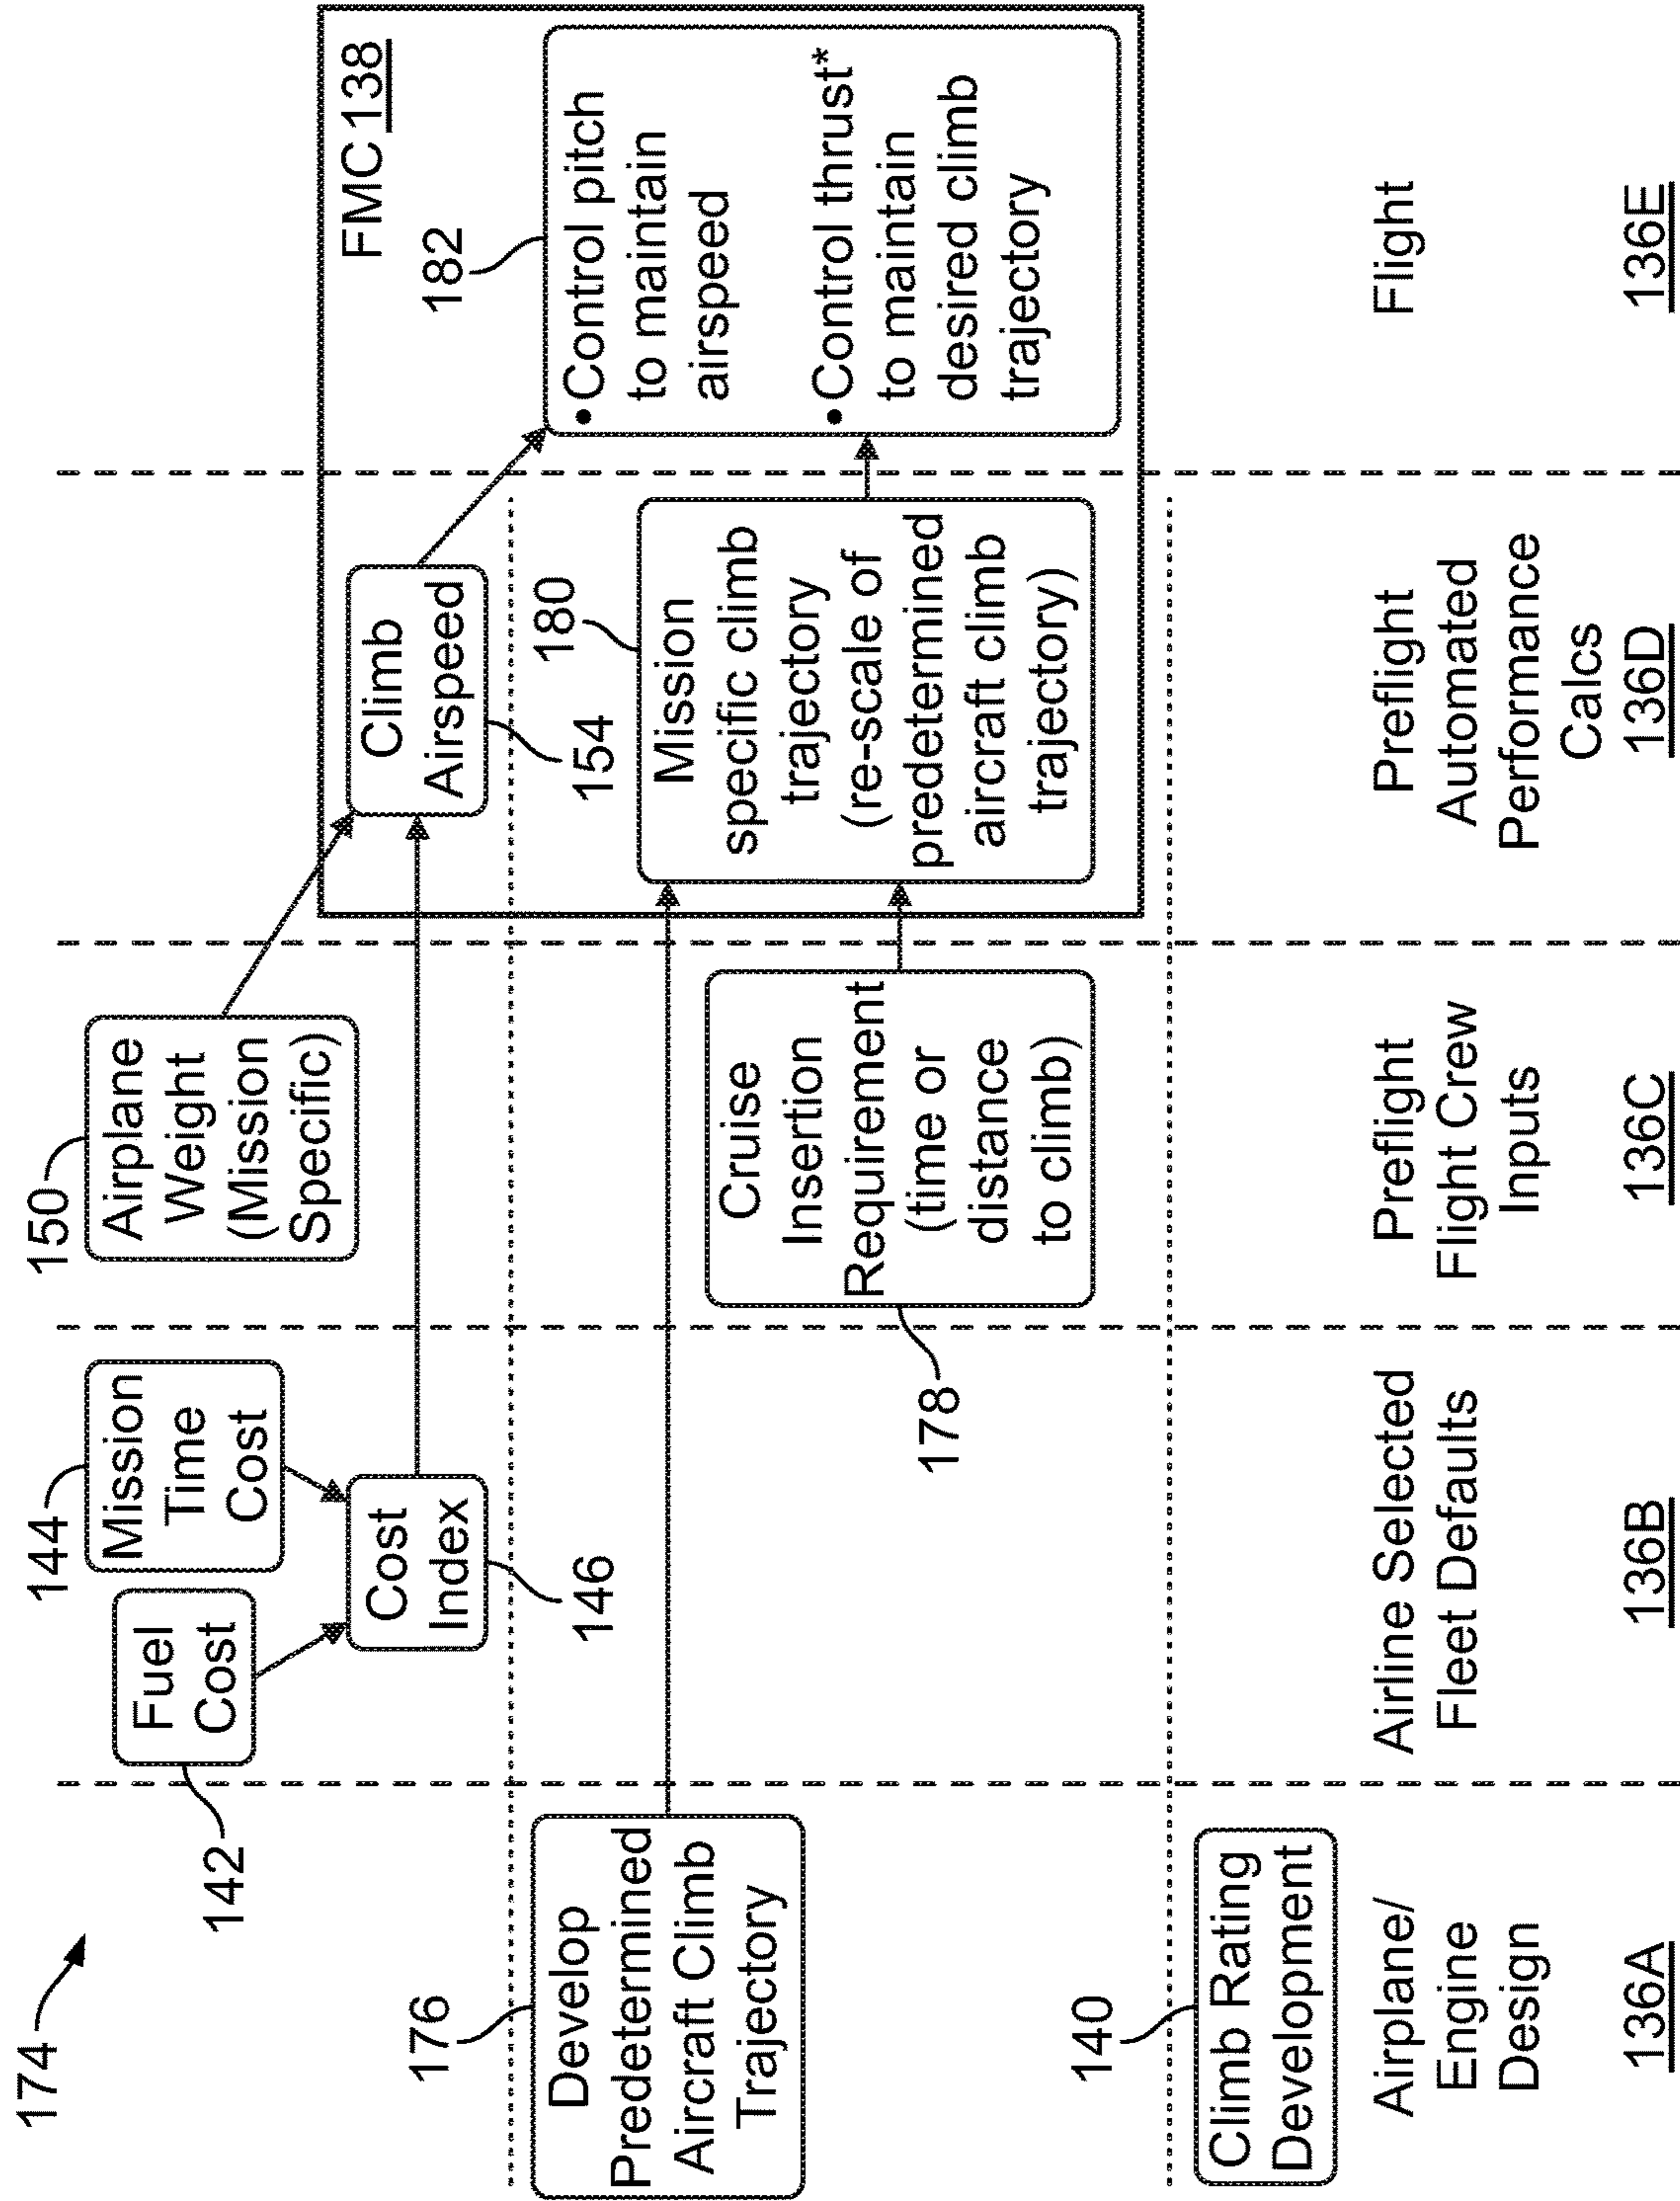 174
142
Fuel
Cost
144
Mission
Time
Cost
Cost
Index
146
150
Airplane
Weight
(Mission
Specific)
FMC 138
Climb
Airspeed
154
182
•Control pitch
to maintain
airspeed
•Control thrust*
to maintain
desired climb
trajectory
176
Develop
Predetermined
Aircraft Climb
Trajectory
178
Cruise
Insertion
Requirement
(time or
distance
to climb)
180
Mission
specific climb
trajectory
(re-scale of
predetermined
aircraft climb
trajectory)
140
Climb Rating
Development
Airplane/
Engine
Design
136A
Airline Selected
Fleet Defaults
136B
Preflight
Flight Crew
Inputs
136C
Preflight
Automated
Performance
Calcs
136D
Flight
136E